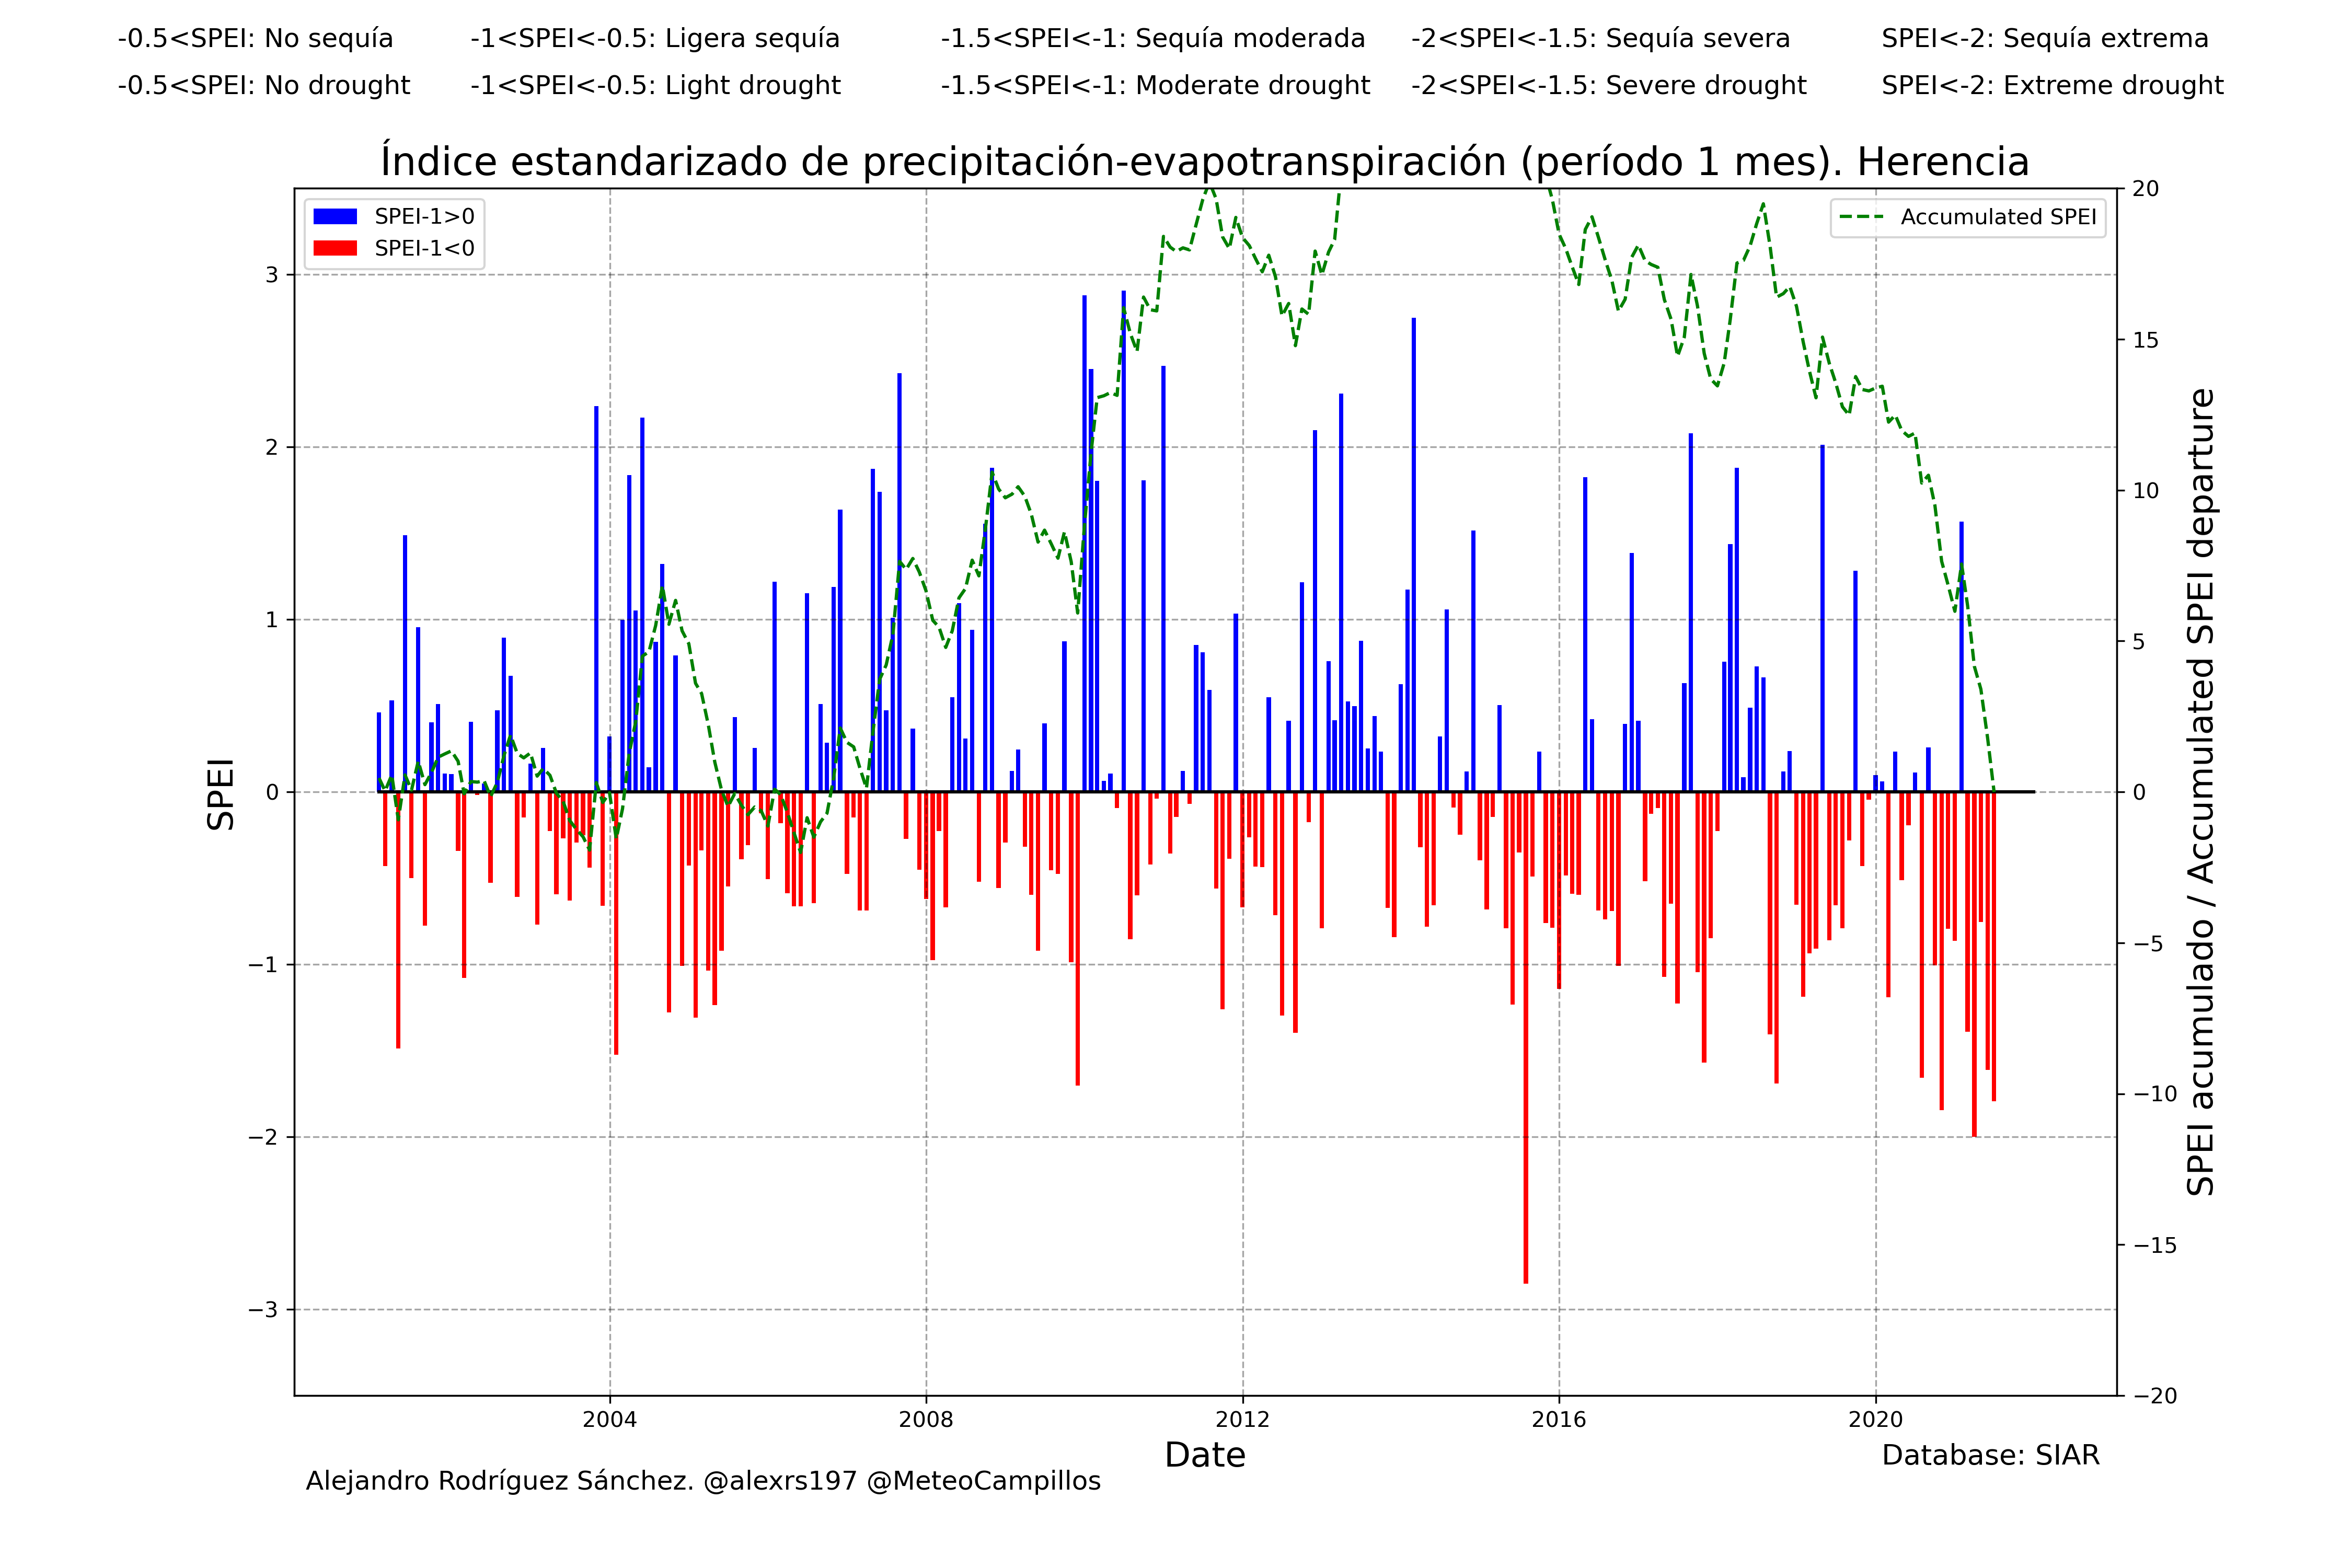 -0.5<SPEI: No sequía -1<SPEI<-0.5: Ligera sequía -1.5<SPEI<-1: Sequía moderada -2<SPEI<-1.5: Sequía severa SPEI<-2: Sequía extrema
-0.5<SPEI: No drought -1<SPEI<-0.5: Light drought -1.5<SPEI<-1: Moderate drought -2<SPEI<-1.5: Severe drought SPEI<-2: Extreme drought
Índice estandarizado de precipitación-evapotranspiración (período 1 mes). Herencia
SPEI-1>0
SPEI-1<0
Accumulated SPEI
SPEI
3
2
1
0
−1
−2
−3
20
15
10
5
0
−5
−10
−15
−20
SPEI acumulado / Accumulated SPEI departure
2004 2008 2012 2016 2020
Date
Database: SIAR
Alejandro Rodríguez Sánchez. @alexrs197 @MeteoCampillos